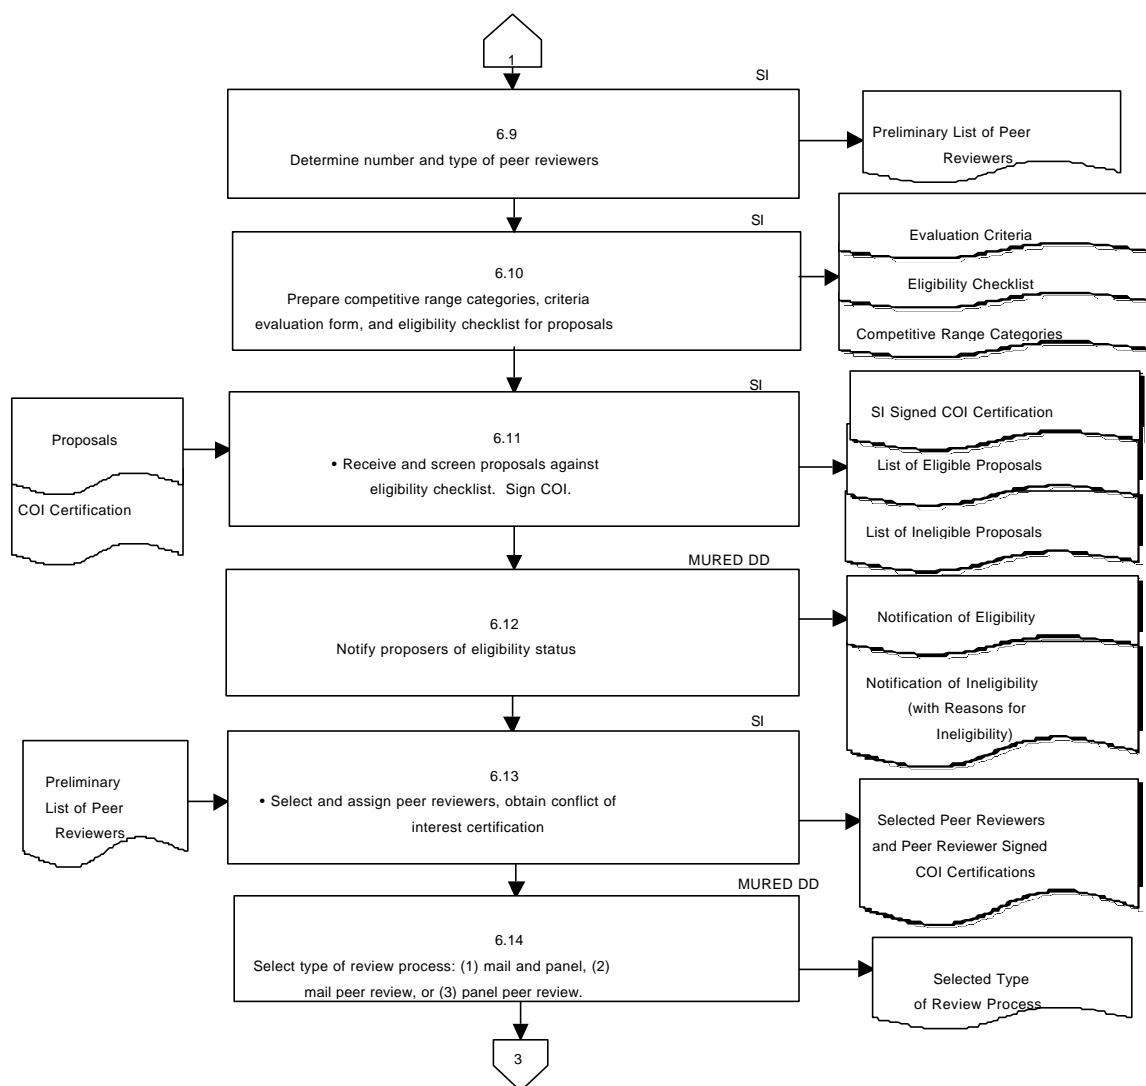 1
SI
6.9
Determine number and type of peer reviewers
Preliminary List of Peer
Reviewers
SI
6.10
Prepare competitive range categories, criteria
evaluation form, and eligibility checklist for proposals
Evaluation Criteria
Eligibility Checklist
Competitive Range Categories
SI
Proposals
COI Certification
6.11
• Receive and screen proposals against
eligibility checklist. Sign COI.
SI Signed COI Certification
List of Eligible Proposals
List of Ineligible Proposals
MURED DD
6.12
Notify proposers of eligibility status
Notification of Eligibility
Notification of Ineligibility
(with Reasons for
Ineligibility)
SI
Preliminary
List of Peer
Reviewers
6.13
• Select and assign peer reviewers, obtain conflict of
interest certification
Selected Peer Reviewers
and Peer Reviewer Signed
COI Certifications
MURED DD
6.14
Select type of review process: (1) mail and panel, (2)
mail peer review, or (3) panel peer review.
Selected Type
of Review Process
3